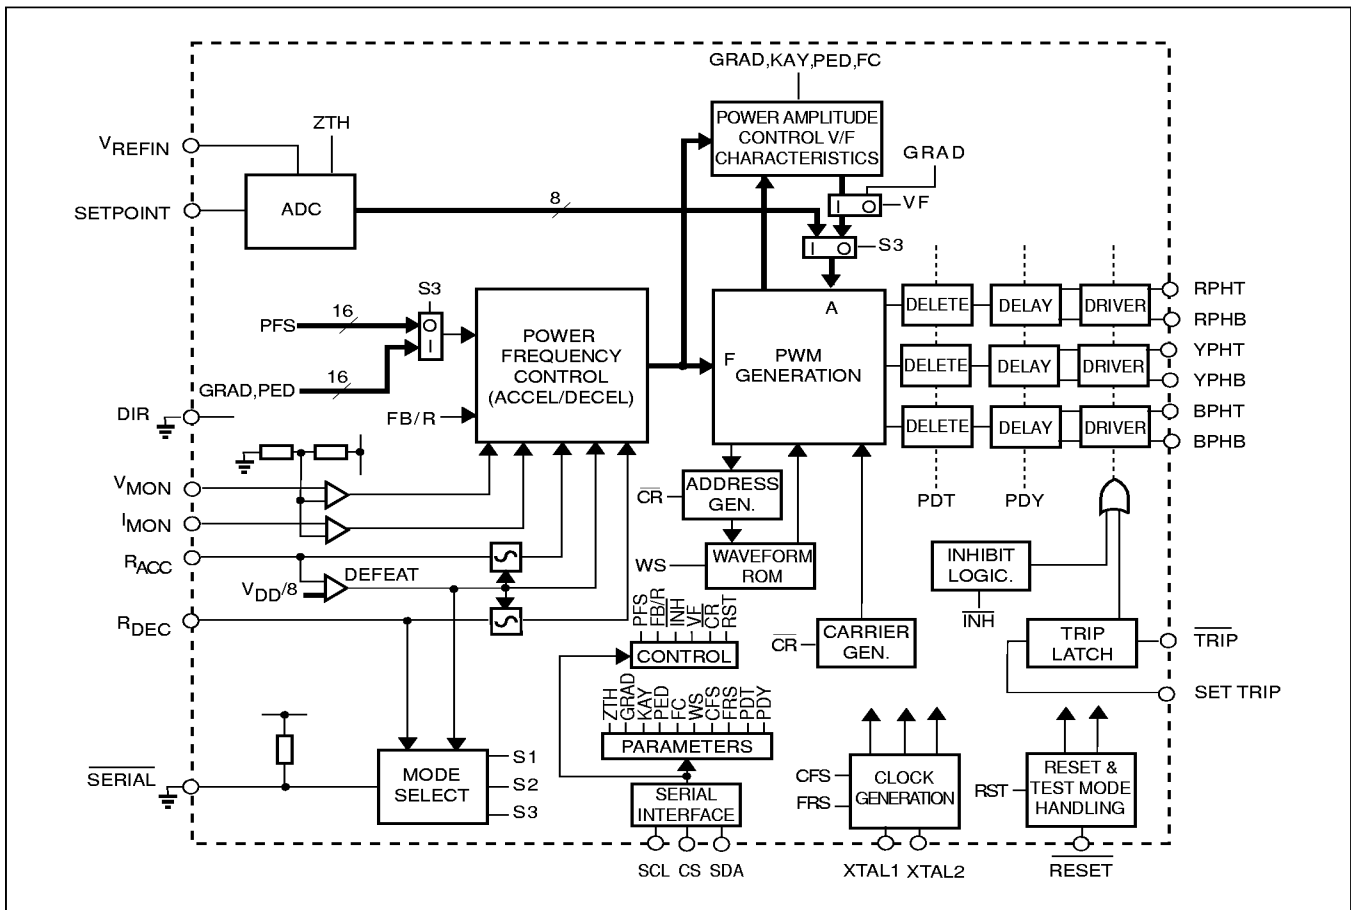 GRAD,KAY,PED,FC
POWER AMPLITUDE
CONTROL V/F
CHARACTERISTICS
ZTH
VREFIN
SETPOINT
ADC
8
GRAD
I O
VF
I O
S3
S3
PFS
16
O
I
GRAD,PED
16
POWER
FREQUENCY
CONTROL
(ACCEL/DECEL)
FB/R
A
F
PWM
GENERATION
DELETE
DELAY
DRIVER
RPHT
RPHB
DELETE
DELAY
DRIVER
YPHT
YPHB
DELETE
DELAY
DRIVER
BPHT
BPHB
PDT
PDY
DIR
VMON
IMON
RACC
VDD/8
DEFEAT
RDEC
CR
ADDRESS
GEN.
WS
WAVEFORM
ROM
INHIBIT
LOGIC.
INH
CR
CARRIER
GEN.
TRIP
LATCH
TRIP
SET TRIP
PFS
FB/R
INH
VF
CR
RST
CONTROL
ZTH
GRAD
KAY
PED
FC
WS
CFS
FRS
PDT
PDY
PARAMETERS
SERIAL
MODE
SELECT
S1
S2
S3
SERIAL
INTERFACE
SCL
CS
SDA
CFS
FRS
CLOCK
GENERATION
XTAL1
XTAL2
RST
RESET &
TEST MODE
HANDLING
RESET